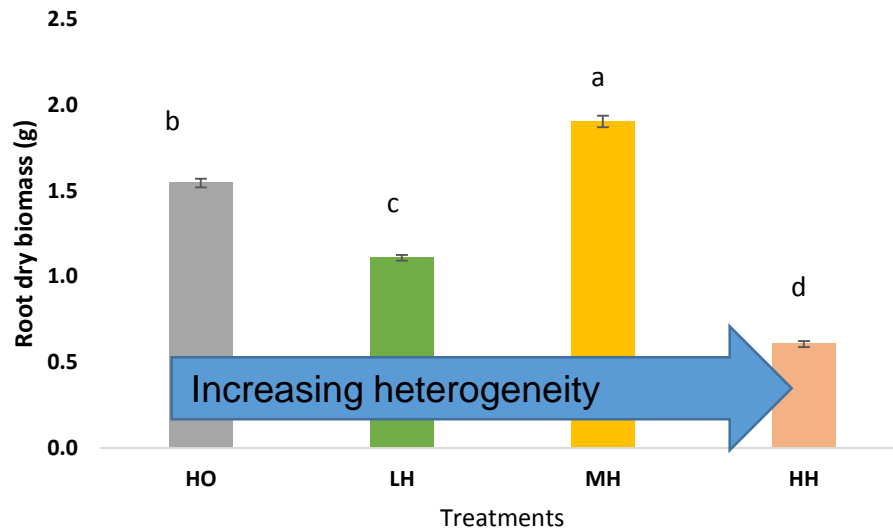 Root dry biomass (g)
2.5
2.0
1.5
1.0
0.5
0.0
b
c
a
d
Increasing heterogeneity
HO LH MH HH
Treatments